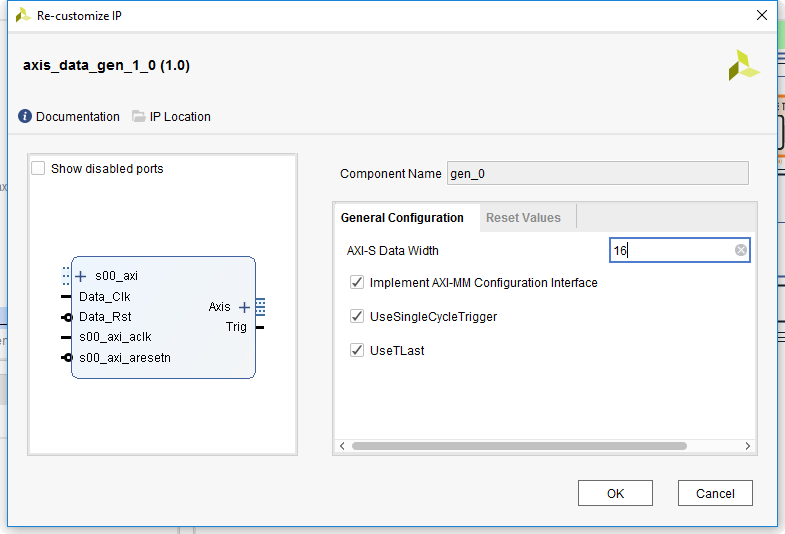 Re-customize IP
axis_data_gen_1_0 (1.0)
Documentation IP Location
Show disabled ports
s00_axi
Data_Clk
Data_Rst
s00_axi_aclk
s00_axi_aresetn
Axis
Trig
Component Name gen_0
General Configuration Reset Values
AXI-S Data Width 16
Implement AXI-MM Configuration Interface
UseSingleCycleTrigger
UseTLast
OK Cancel